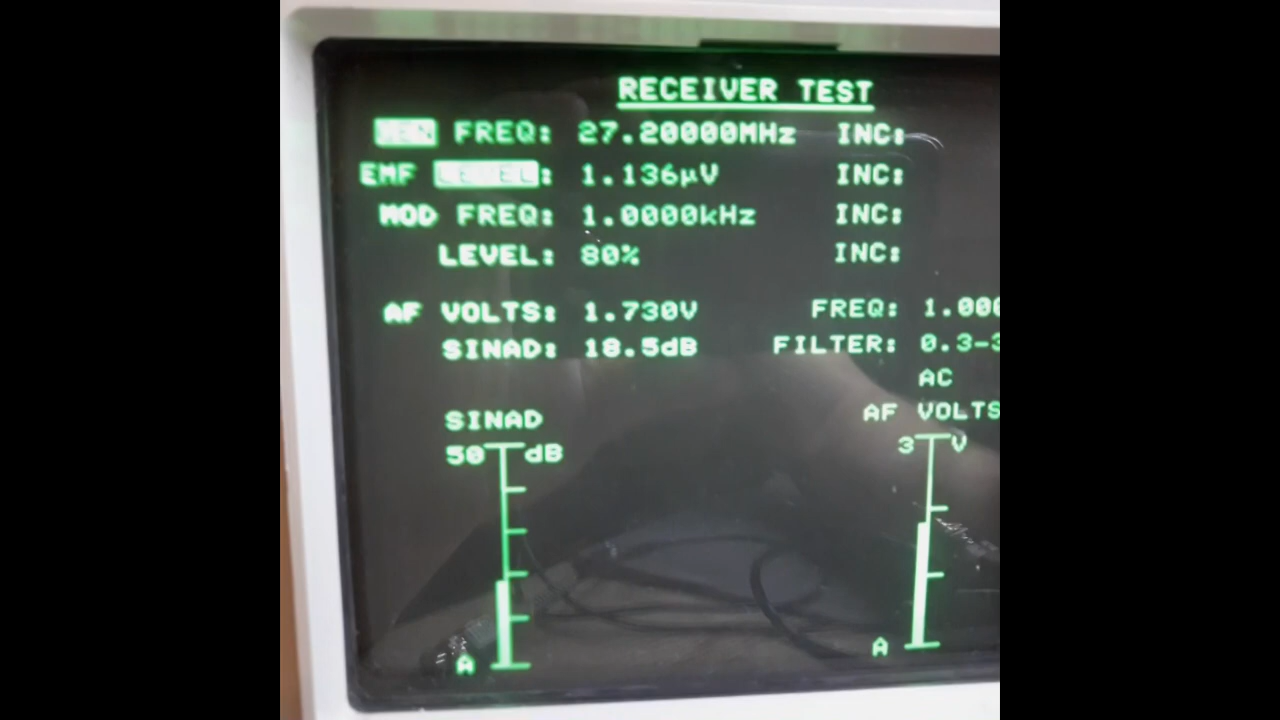 RECEIVER TEST
GEN FREQ: 27.20000MHz INC:
EMF LEVEL: 1.136µV INC:
MOD FREQ: 1.0000kHz INC:
LEVEL: 80% INC:
AF VOLTS: 1.730V FREQ: 1.000
SINAD: 18.5dB FILTER: 0.3-3
AC
SINAD AF VOLTS
50 dB 3 V
A A